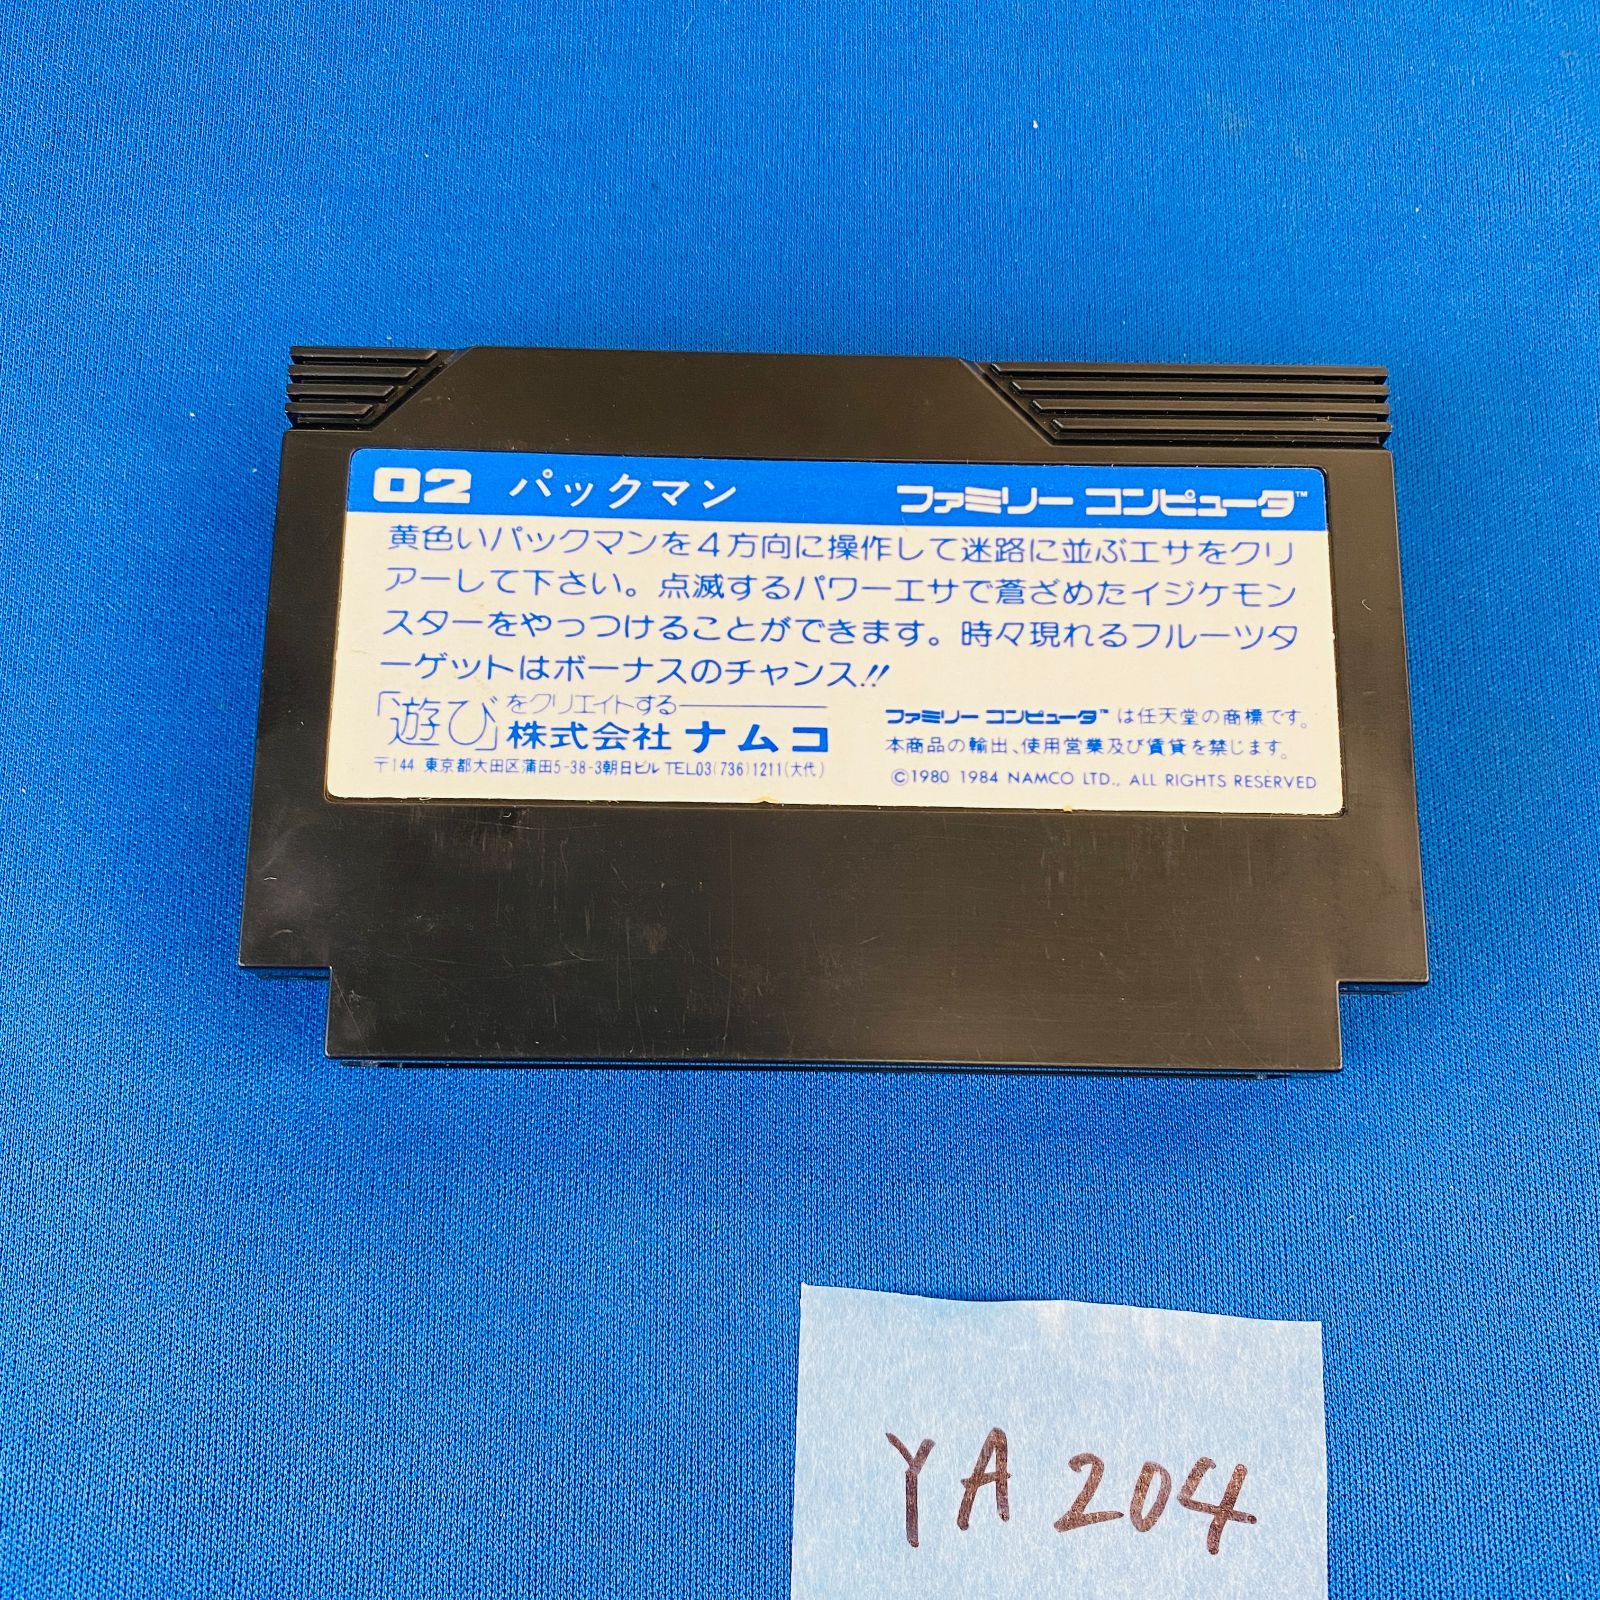 02 パックマン ファミリー コンピュータ™
黄色いパックマンを4方向に操作して迷路に並ぶエサをクリ
アーして下さい。点滅するパワーエサで蒼ざめたイジケモン
スターをやっつけることができます。時々現れるフルーツタ
ーゲットはボーナスのチャンス!!
「遊び」をクリエイトする
株式会社 ナムコ
〒144 東京都大田区蒲田5-38-3朝日ビル TEL.03(736)1211(大代)
ファミリー コンピュータ™ は任天堂の商標です。
本商品の輸出、使用営業及び賃貸を禁じます。
©1980 1984 NAMCO LTD., ALL RIGHTS RESERVED
YA204